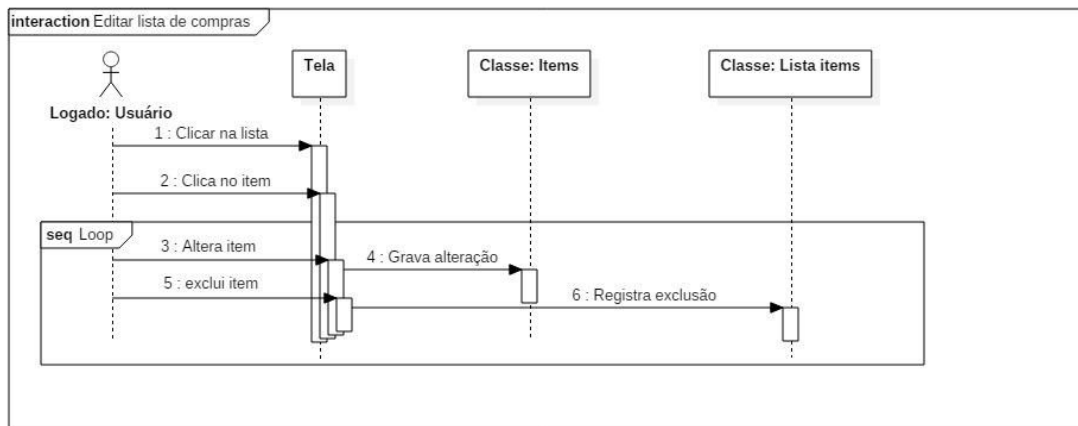 interaction Editar lista de compras
Tela
Classe: Items
Classe: Lista items
Logado: Usuário
1 : Clicar na lista
2 : Clica no item
seq Loop
3 : Altera item
4 : Grava alteração
5 : exclui item
6 : Registra exclusão